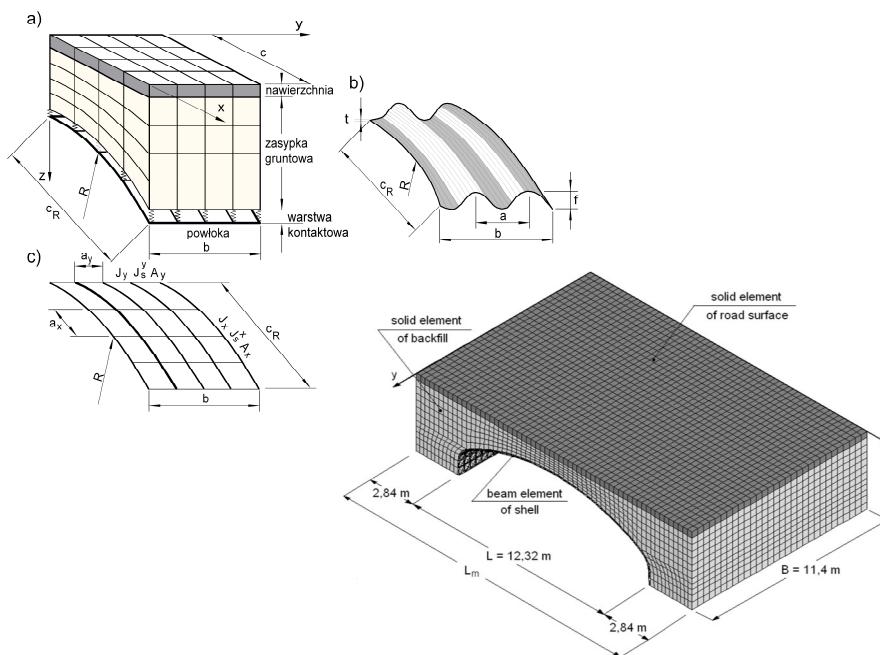 a)
y
c
nawierzchnia
x
zasypka
gruntowa
z
R
c_R
warstwa
kontaktowa
powłoka
b
b)
t
c_R
R
f
a
b
c)
a_y
J_y J_s^y A_y
a_x
J_x J_s^x A_x
c_R
R
b
solid element
of road surface
solid element
of backfill
y
2,84 m
beam element
of shell
L = 12,32 m
L_m
B = 11,4 m
2,84 m